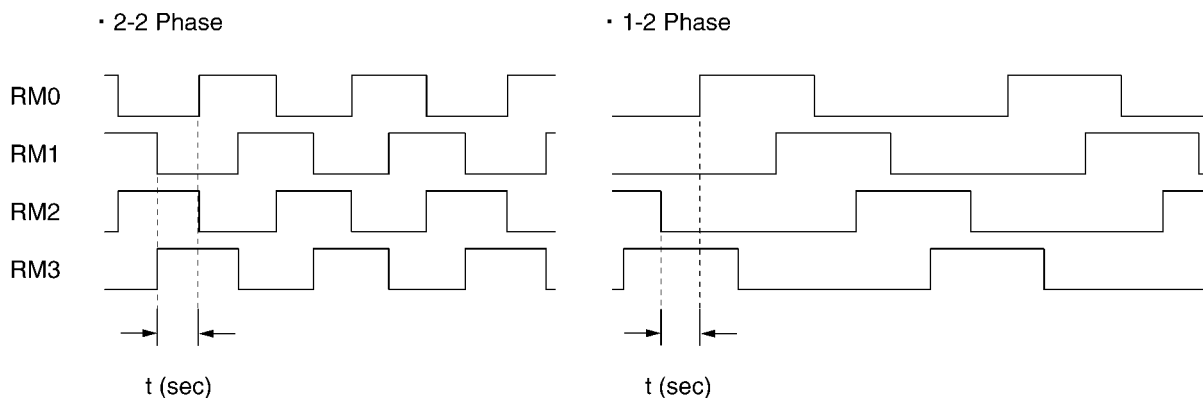 · 2-2 Phase
· 1-2 Phase
RM0
RM1
RM2
RM3
t (sec)
t (sec)